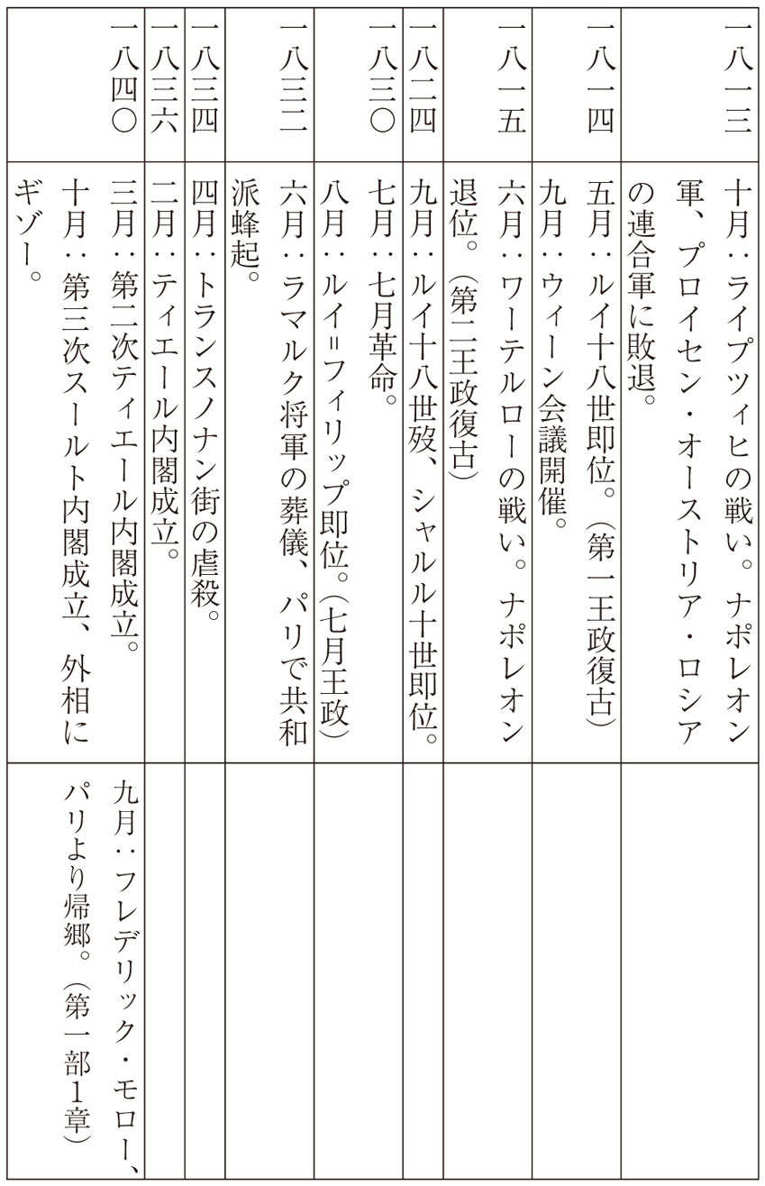 一八一三
十月：ライプツィヒの戦い。ナポレオン
軍、プロイセン・オーストリア・ロシア
の連合軍に敗退。
一八一四
五月：ルイ十八世即位。（第一王政復古）
九月：ウィーン会議開催。
一八一五
六月：ワーテルローの戦い。ナポレオン
退位。（第二王政復古）
一八二四
九月：ルイ十八世歿、シャルル十世即位。
一八三〇
七月：七月革命。
八月：ルイ＝フィリップ即位。（七月王政）
一八三二
六月：ラマルク将軍の葬儀、パリで共和
派蜂起。
一八三四
四月：トランスノナン街の虐殺。
一八三六
二月：ティエール内閣成立。
一八四〇
三月：第二次ティエール内閣成立。
十月：第三次スールト内閣成立、外相に
ギゾー。
九月：フレデリック・モロー、
パリより帰郷。（第一部１章）